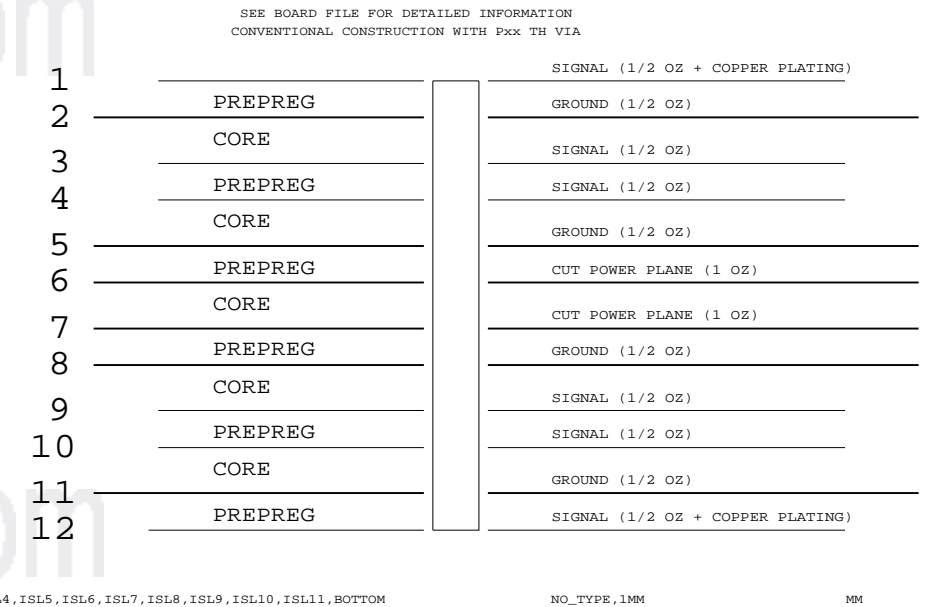 SEE BOARD FILE FOR DETAILED INFORMATION
CONVENTIONAL CONSTRUCTION WITH Pxx TH VIA
1 SIGNAL (1/2 OZ + COPPER PLATING)
PREPREG
2 GROUND (1/2 OZ)
CORE
3 SIGNAL (1/2 OZ)
PREPREG
4 SIGNAL (1/2 OZ)
CORE
5 GROUND (1/2 OZ)
PREPREG
6 CUT POWER PLANE (1 OZ)
CORE
7 CUT POWER PLANE (1 OZ)
PREPREG
8 GROUND (1/2 OZ)
CORE
9 SIGNAL (1/2 OZ)
PREPREG
10 SIGNAL (1/2 OZ)
CORE
11 GROUND (1/2 OZ)
PREPREG
12 SIGNAL (1/2 OZ + COPPER PLATING)
4,ISL5,ISL6,ISL7,ISL8,ISL9,ISL10,ISL11,BOTTOM NO_TYPE,1MM MM